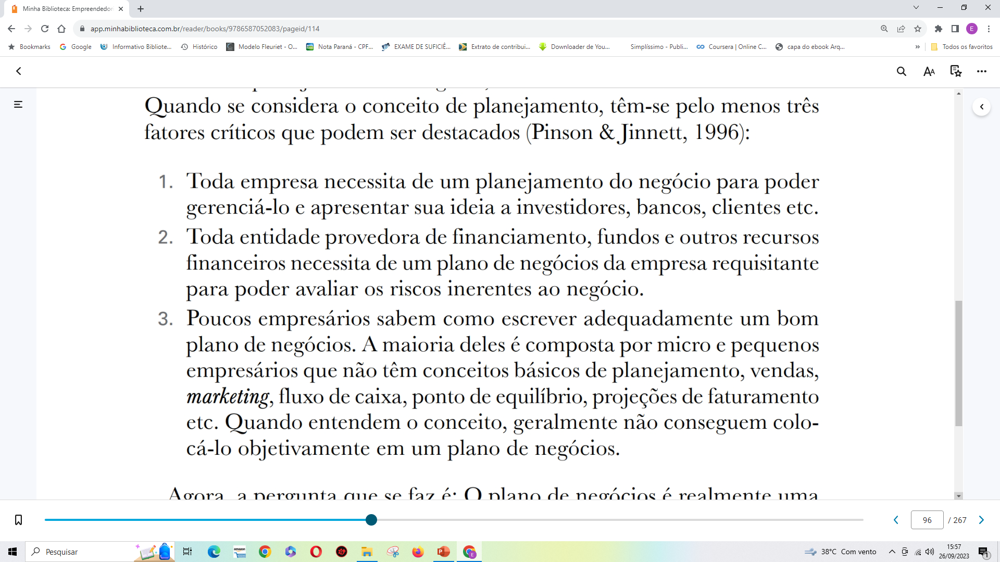 Minha Biblioteca: Empreendedor
app.minhabiblioteca.com.br/reader/books/9786587052083/pageid/114
E
Bookmarks
Google
Informativo Bibliote...
Histórico
Modelo Fleuriet - O...
Nota Paraná - CPF...
EXAME DE SUFICIÊ...
Extrato de contribui...
Downloader de You...
Simplíssimo - Publi...
Coursera | Online C...
capa do ebook Arq...
»
Todos os favoritos
AA
Quando se considera o conceito de planejamento, têm-se pelo menos três
fatores críticos que podem ser destacados (Pinson & Jinnett, 1996):
1. Toda empresa necessita de um planejamento do negócio para poder
gerenciá-lo e apresentar sua ideia a investidores, bancos, clientes etc.
2. Toda entidade provedora de financiamento, fundos e outros recursos
financeiros necessita de um plano de negócios da empresa requisitante
para poder avaliar os riscos inerentes ao negócio.
3. Poucos empresários sabem como escrever adequadamente um bom
plano de negócios. A maioria deles é composta por micro e pequenos
empresários que não têm conceitos básicos de planejamento, vendas,
marketing, fluxo de caixa, ponto de equilíbrio, projeções de faturamento
etc. Quando entendem o conceito, geralmente não conseguem colo-
cá-lo objetivamente em um plano de negócios.
Agora, a pergunta que se faz é: O plano de negócios é realmente uma
96 / 267
Pesquisar
amazon
38°C Com vento
15:57
26/09/2023
1